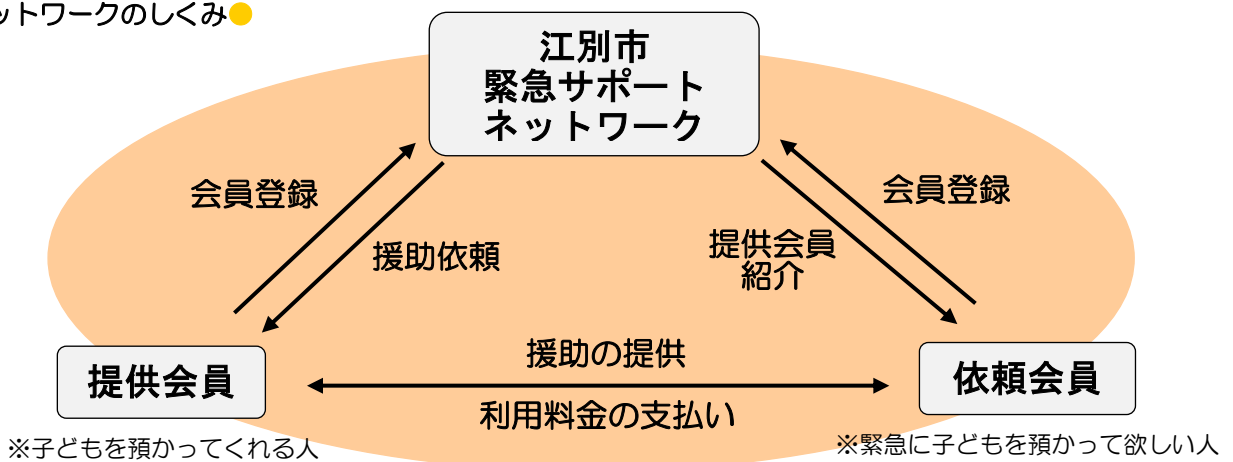 ットワークのしくみ●
江別市
緊急サポート
ネットワーク
会員登録
援助依頼
会員登録
提供会員
紹介
援助の提供
利用料金の支払い
提供会員
※子どもを預かってくれる人
依頼会員
※緊急に子どもを預かって欲しい人